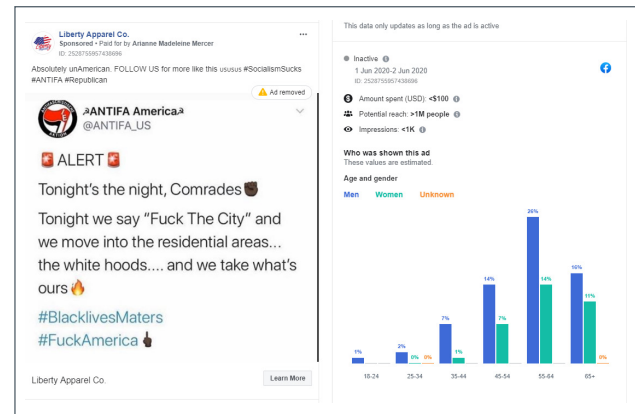 Liberty Apparel Co.
Sponsored • Paid for by Arianne Madeleine Mercer
ID: 2528755957438696
Absolutely unAmerican. FOLLOW US for more like this ususus #SocialismSucks
#ANTIFA #Republican
Ad removed
ANTIFA America
@ANTIFA_US
🚨 ALERT 🚨
Tonight's the night, Comrades✊🏿
Tonight we say "Fuck The City" and
we move into the residential areas...
the white hoods.... and we take what's
ours🔥
#BlacklivesMaters
#FuckAmerica🖕🏿
Liberty Apparel Co.
Learn More
This data only updates as long as the ad is active
Inactive
1 Jun 2020-2 Jun 2020
ID: 2528755957438696
Amount spent (USD): <$100
Potential reach: >1M people
Impressions: <1K
Who was shown this ad
These values are estimated.
Age and gender
Men Women Unknown
1% 2% 0% 0% 7% 1% 14% 7% 26% 14% 16% 11% 0%
18-24 25-34 35-44 45-54 55-64 65+